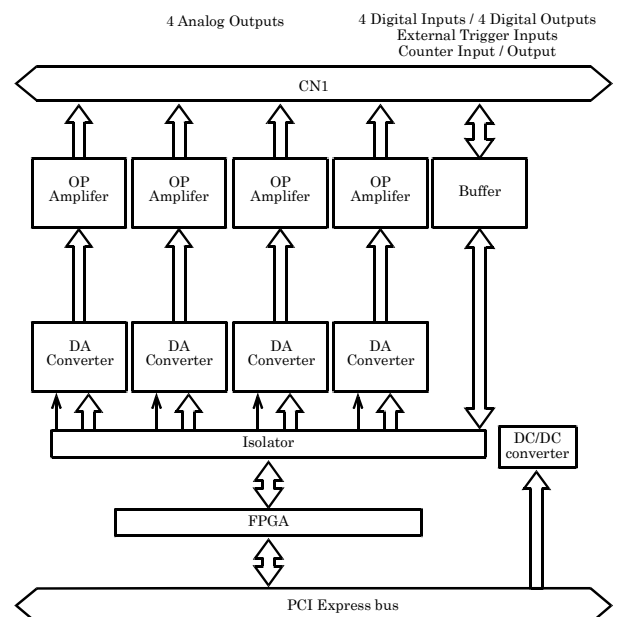 4 Analog Outputs
4 Digital Inputs / 4 Digital Outputs
External Trigger Inputs
Counter Input / Output
CN1
OP
Amplifer
OP
Amplifer
OP
Amplifer
OP
Amplifer
Buffer
DA
Converter
DA
Converter
DA
Converter
DA
Converter
Isolator
DC/DC
converter
FPGA
PCI Express bus